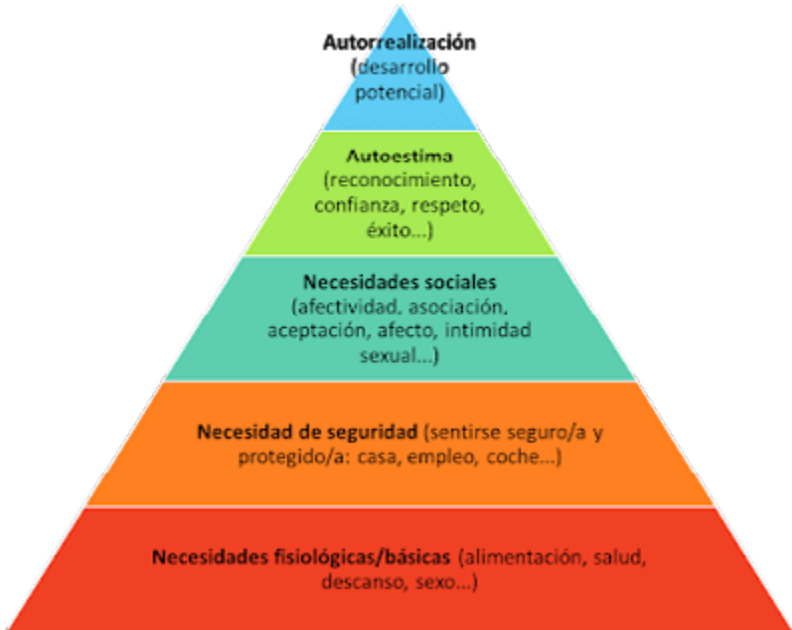 Autorrealización
(desarrollo
potencial)
Autoestima
(reconocimiento,
confianza, respeto,
éxito...)
Necesidades sociales
(afectividad, asociación,
aceptación, afecto, intimidad
sexual...)
Necesidad de seguridad (sentirse seguro/a y
protegido/a: casa, empleo, coche...)
Necesidades fisiológicas/básicas (alimentación, salud,
descanso, sexo...)